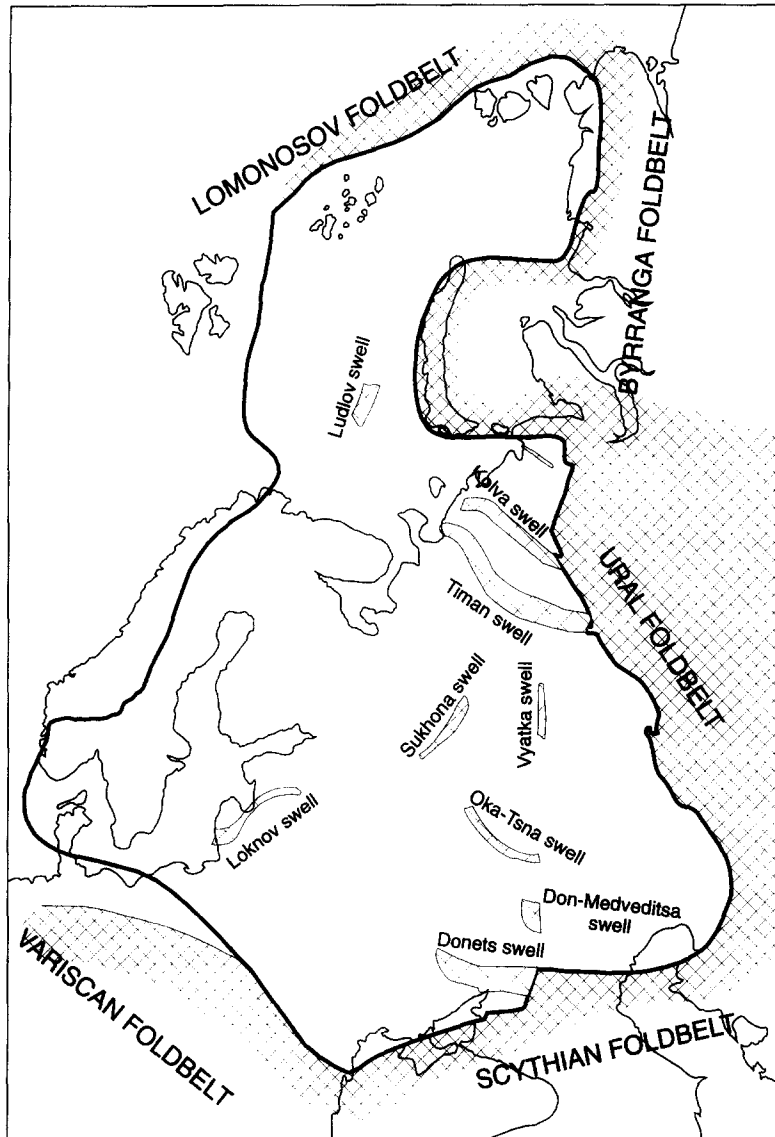 LOMONOSOV FOLDBELT
BYRRANGA FOLDBELT
Ludlov swell
Kolva swell
Timan swell
URAL FOLDBELT
Sukhona swell
Vyatka swell
Loknov swell
Oka-Tsna swell
Don-Medveditsa
swell
Donets swell
VARISCAN FOLDBELT
SCYTHIAN FOLDBELT